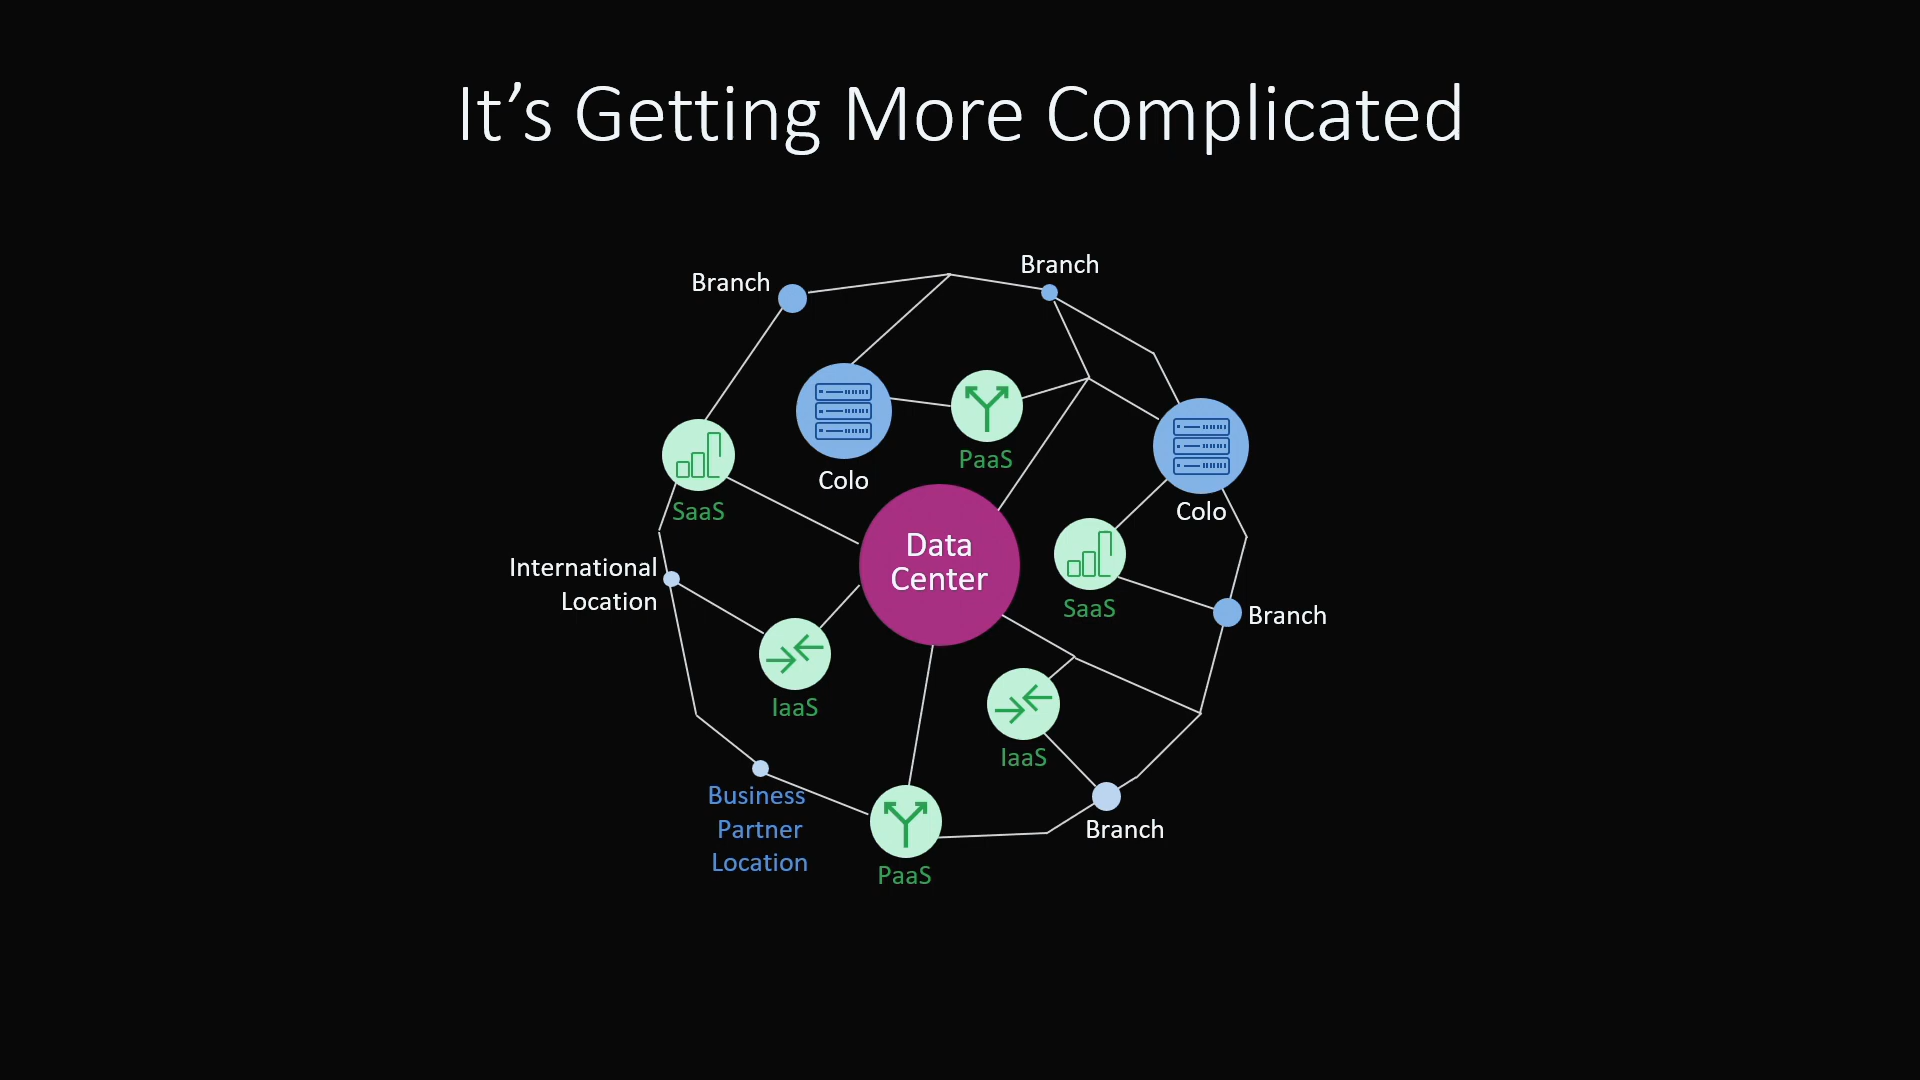 It’s Getting More Complicated
Branch
Branch
PaaS
Colo
SaaS
Colo
Data
Center
International
Location
SaaS
Branch
IaaS
IaaS
Business
Partner
Location
Branch
PaaS